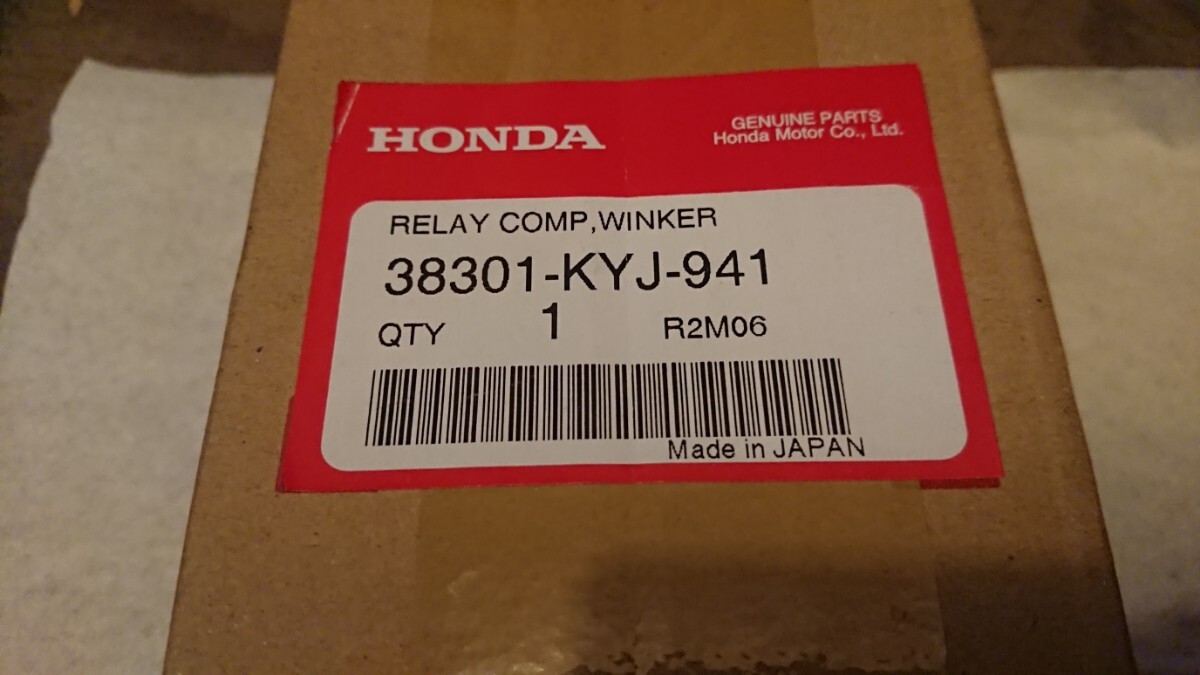 HONDA
GENUINE PARTS
Honda Motor Co., Ltd.
RELAY COMP,WINKER
38301-KYJ-941
QTY 1 R2M06
Made in JAPAN